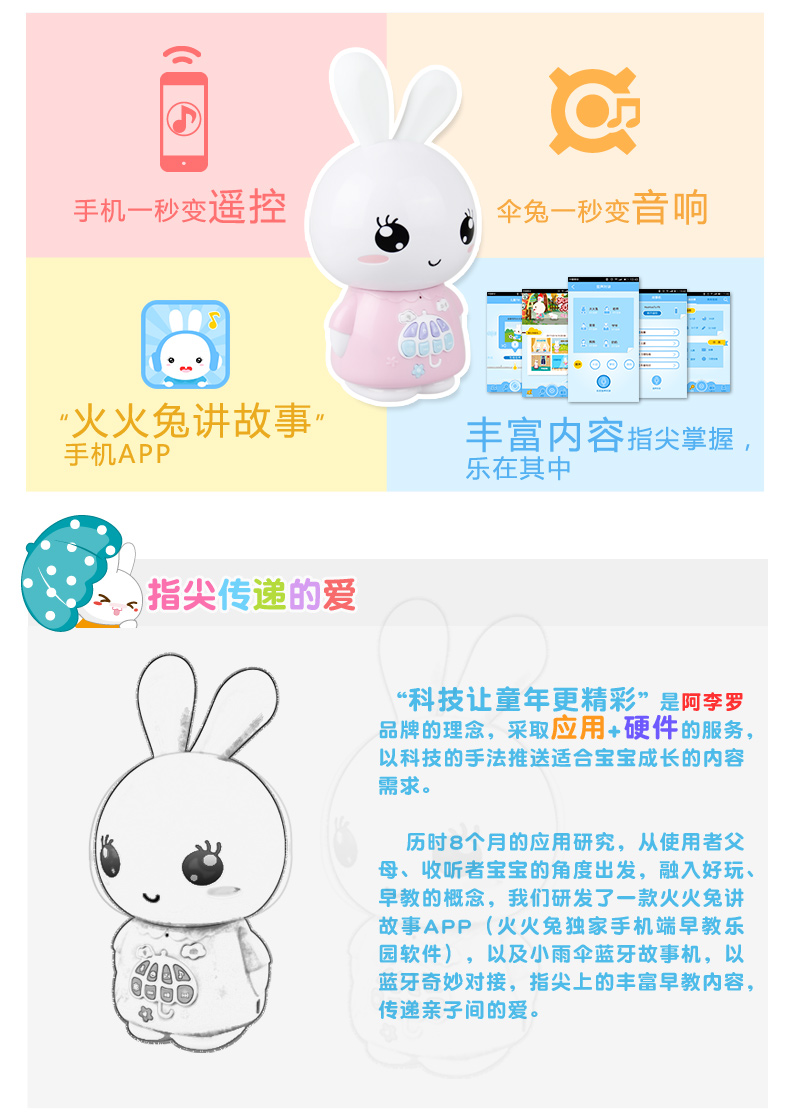 手机一秒变遥控
伞兔一秒变音响
“火火兔讲故事”
手机APP
丰富内容指尖掌握，
乐在其中
指尖传递的爱
“科技让童年更精彩”是阿李罗
品牌的理念，采取应用+硬件的服务，
以科技的手法推送适合宝宝成长的内容
需求。
历时8个月的应用研究，从使用者父
母、收听者宝宝的角度出发，融入好玩、
早教的概念，我们研发了一款火火兔讲
故事APP（火火兔独家手机端早教乐
园软件），以及小雨伞蓝牙故事机，以
蓝牙奇妙对接，指尖上的丰富早教内容，
传递亲子间的爱。